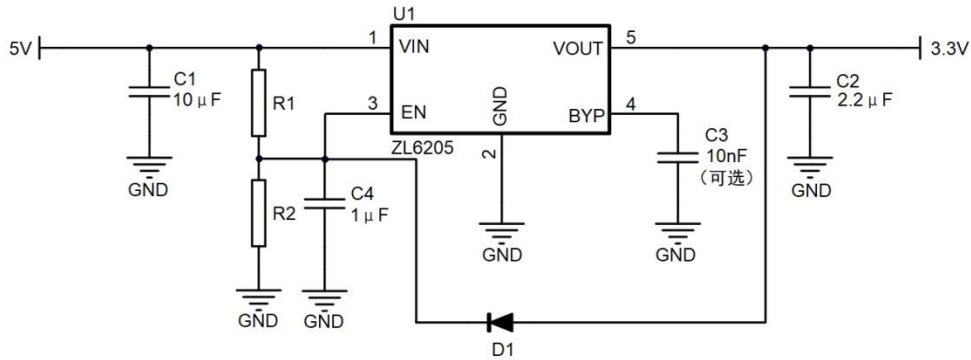 U1
5V
1
VIN
VOUT
5
3.3V
C1
10μF
R1
3
EN
GND
BYP
4
C2
2.2μF
ZL6205
2
C3
10nF
（可选）
GND
R2
C4
1μF
GND
GND
GND
GND
GND
D1